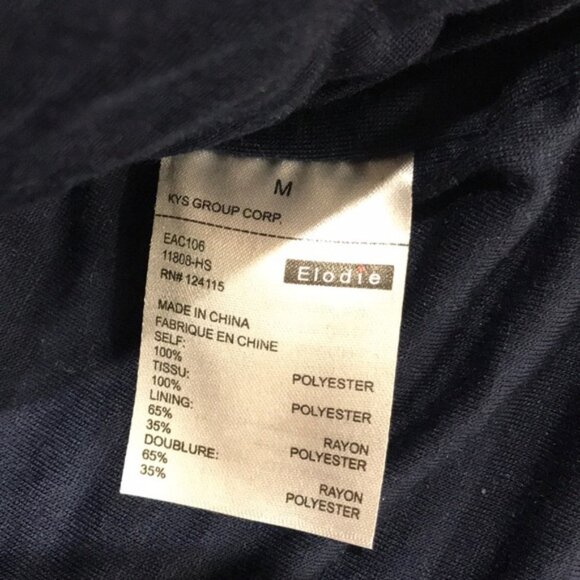 M
KYS GROUP CORP.
EAC106
11808-HS
RN# 124115
Elodie
MADE IN CHINA
FABRIQUE EN CHINE
SELF:
100% POLYESTER
TISSU:
100% POLYESTER
LINING:
65% RAYON
35% POLYESTER
DOUBLURE:
65% RAYON
35% POLYESTER